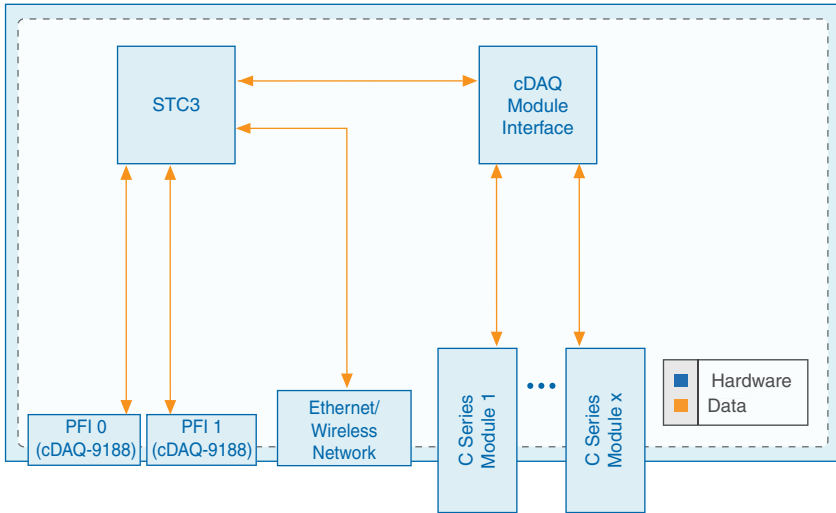 STC3
cDAQ
Module
Interface
PFI 0
(cDAQ-9188)
PFI 1
(cDAQ-9188)
Ethernet/
Wireless
Network
C Series
Module 1
C Series
Module x
Hardware
Data